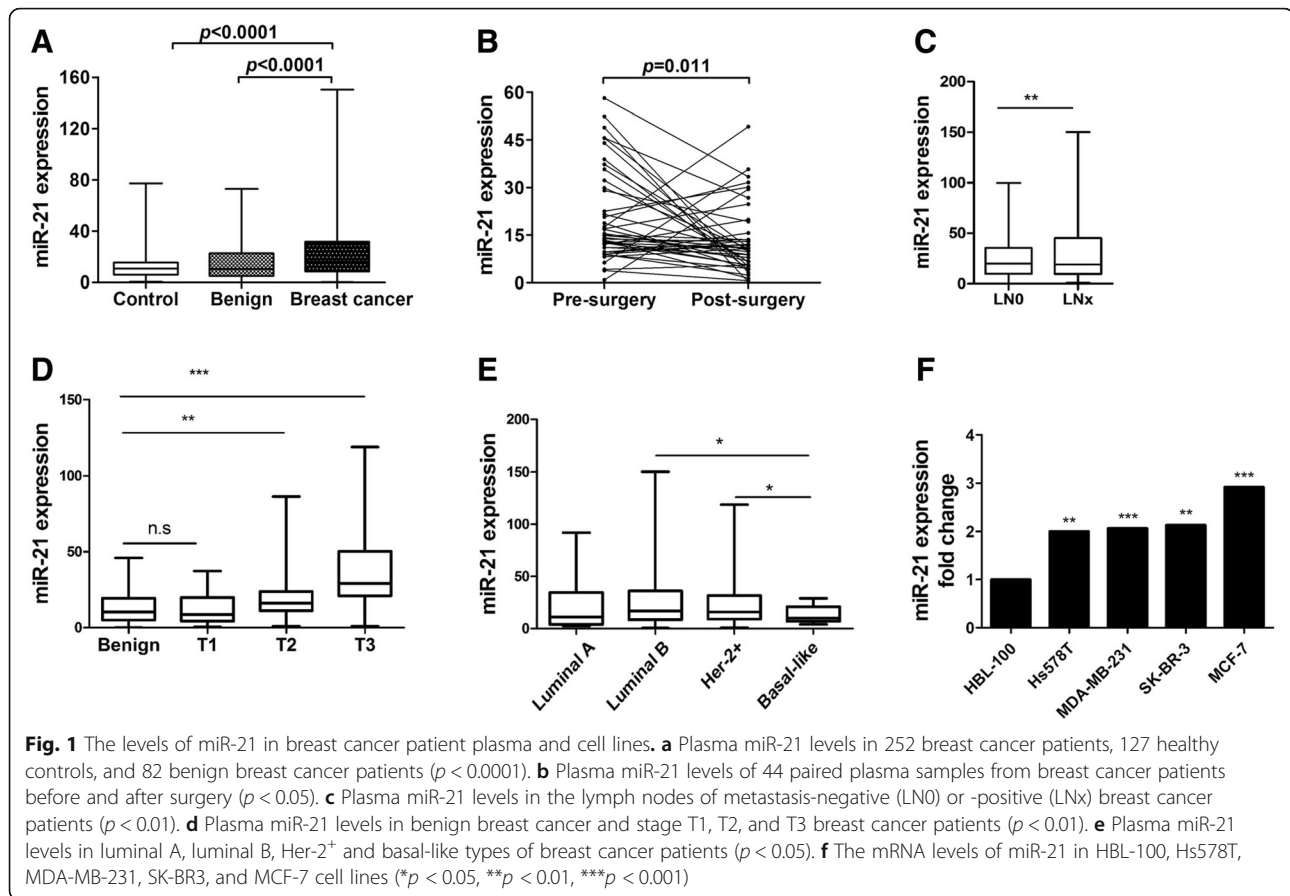 A
p<0.0001
p<0.0001
miR-21 expression
160
120
80
40
0
Control Benign Breast cancer
B
p=0.011
miR-21 expression
60
45
30
15
0
Pre-surgery Post-surgery
C
**
miR-21 expression
200
150
100
50
0
LN0 LNx
D
***
**
n.s
miR-21 expression
150
100
50
0
Benign T1 T2 T3
E
*
*
miR-21 expression
200
150
100
50
0
Luminal A Luminal B Her-2+ Basal-like
F
miR-21 expression
fold change
4
3
2
1
0
** *** ** ***
HBL-100 Hs578T MDA-MB-231 SK-BR-3 MCF-7
Fig. 1 The levels of miR-21 in breast cancer patient plasma and cell lines. a Plasma miR-21 levels in 252 breast cancer patients, 127 healthy
controls, and 82 benign breast cancer patients (p < 0.0001). b Plasma miR-21 levels of 44 paired plasma samples from breast cancer patients
before and after surgery (p < 0.05). c Plasma miR-21 levels in the lymph nodes of metastasis-negative (LN0) or -positive (LNx) breast cancer
patients (p < 0.01). d Plasma miR-21 levels in benign breast cancer and stage T1, T2, and T3 breast cancer patients (p < 0.01). e Plasma miR-21
levels in luminal A, luminal B, Her-2⁺ and basal-like types of breast cancer patients (p < 0.05). f The mRNA levels of miR-21 in HBL-100, Hs578T,
MDA-MB-231, SK-BR3, and MCF-7 cell lines (*p < 0.05, **p < 0.01, ***p < 0.001)